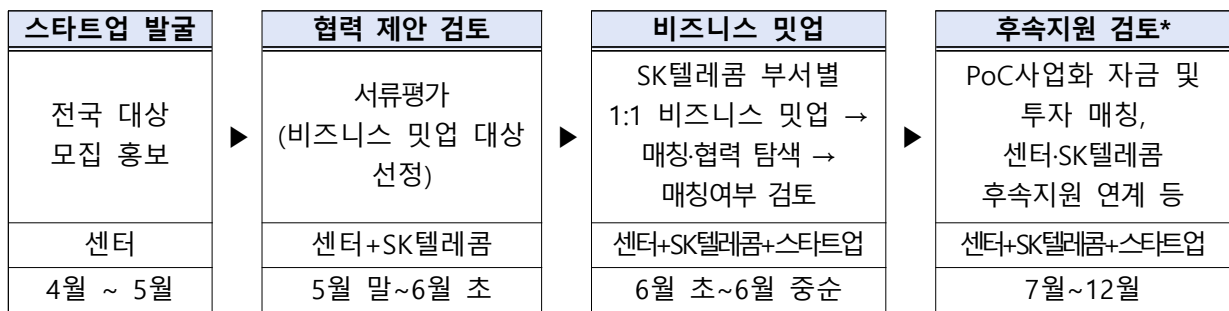 스타트업 발굴
전국 대상
모집 홍보
센터
4월 ~ 5월
▶
협력 제안 검토
서류평가
(비즈니스 밋업 대상
선정)
센터+SK텔레콤
5월 말~6월 초
▶
비즈니스 밋업
SK텔레콤 부서별
1:1 비즈니스 밋업 →
매칭·협력 탐색 →
매칭여부 검토
센터+SK텔레콤+스타트업
6월 초~6월 중순
▶
후속지원 검토*
PoC사업화 자금 및
투자 매칭,
센터·SK텔레콤
후속지원 연계 등
센터+SK텔레콤+스타트업
7월~12월